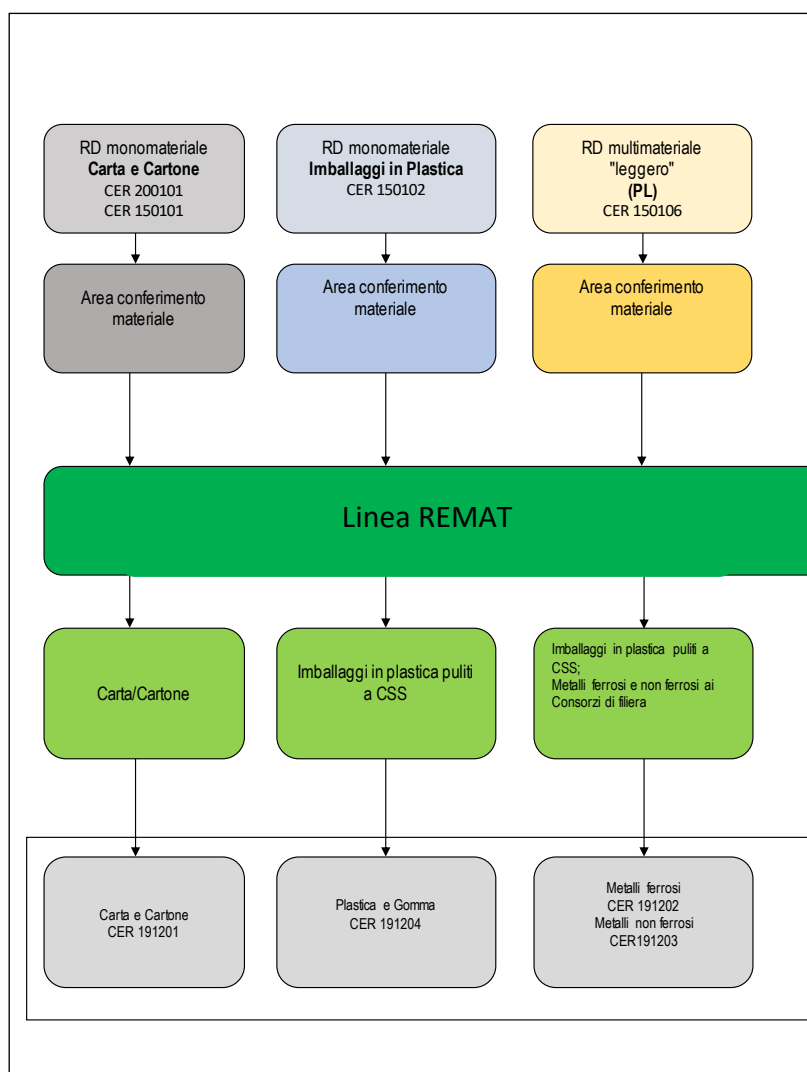 RD monomateriale
Carta e Cartone
CER 200101
CER 150101
RD monomateriale
Imballaggi in Plastica
CER 150102
RD multimateriale
"leggero"
(PL)
CER 150106
Area conferimento
materiale
Area conferimento
materiale
Area conferimento
materiale
Linea REMAT
Carta/Cartone
Imballaggi in plastica puliti
a CSS
Imballaggi in plastica puliti a
CSS;
Metalli ferrosi e non ferrosi ai
Consorzi di filiera
Carta e Cartone
CER 191201
Plastica e Gomma
CER 191204
Metalli ferrosi
CER 191202
Metalli non ferrosi
CER191203